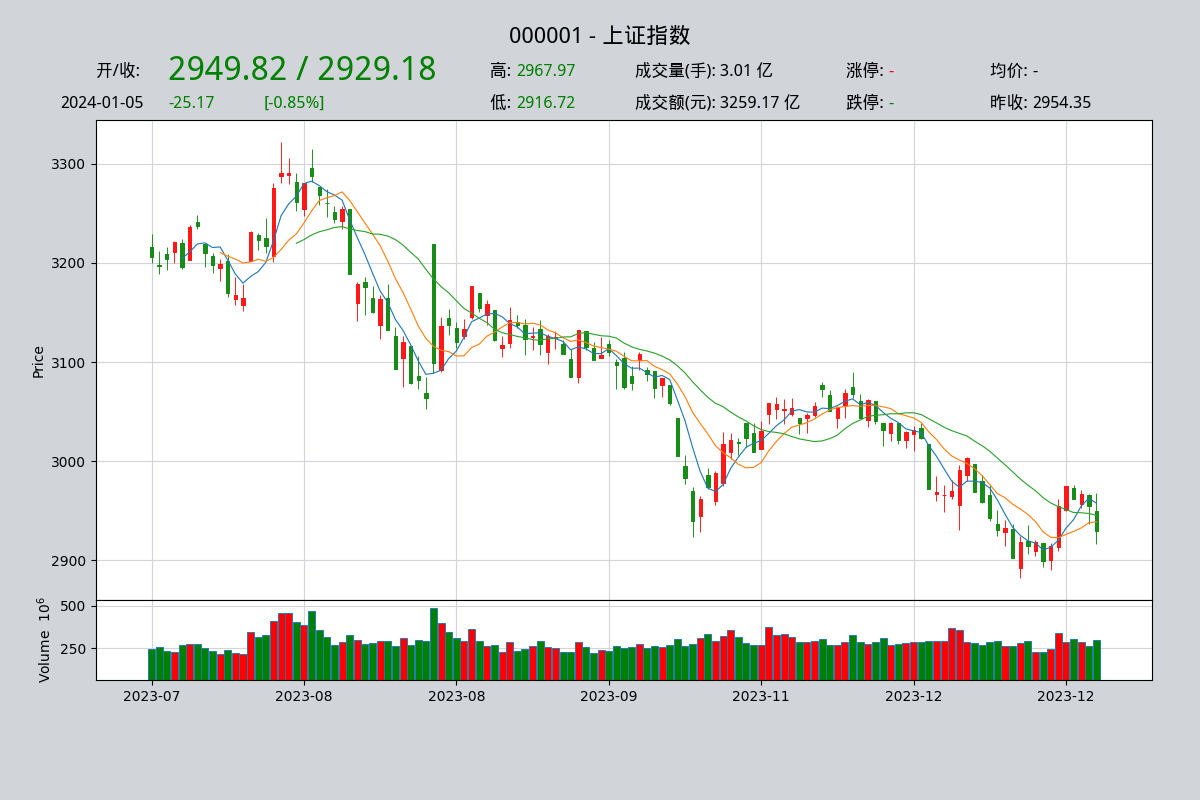 000001 - 上证指数
开/收: 2949.82 / 2929.18 高: 2967.97 成交量(手): 3.01 亿 涨停: - 均价: -
2024-01-05 -25.17 [-0.85%] 低: 2916.72 成交额(元): 3259.17 亿 跌停: - 昨收: 2954.35
3300
3200
3100
3000
2900
Price
500
250
Volume 10⁶
2023-07 2023-08 2023-08 2023-09 2023-11 2023-12 2023-12